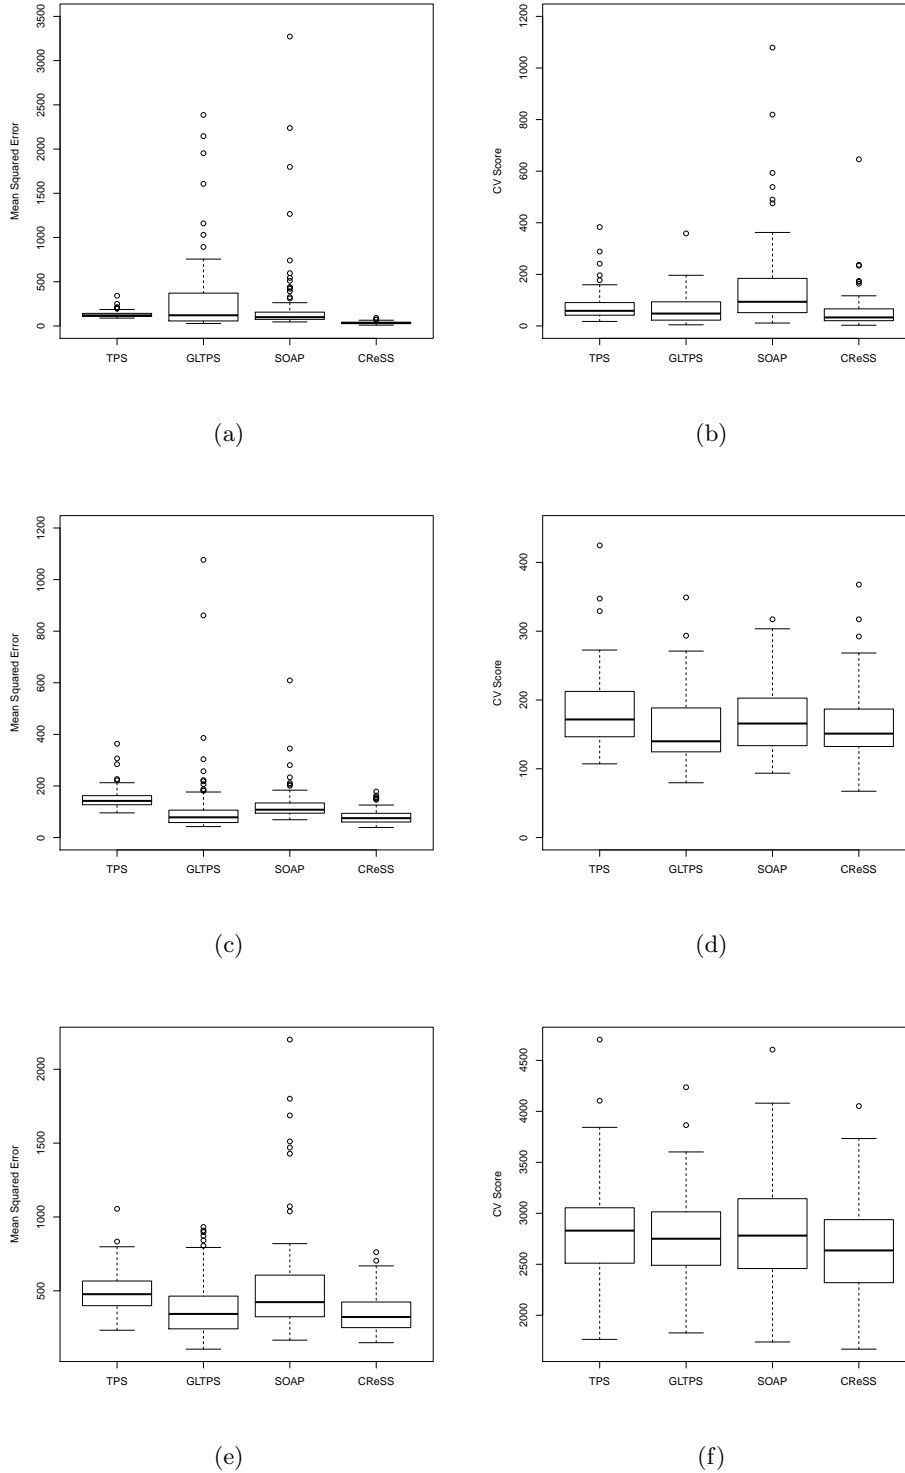 Mean Squared Error
0 500 1000 1500 2000 2500 3000 3500
TPS GLTPS SOAP CReSS
(a)
CV Score
0 200 400 600 800 1000 1200
TPS GLTPS SOAP CReSS
(b)
Mean Squared Error
0 200 400 600 800 1000 1200
TPS GLTPS SOAP CReSS
(c)
CV Score
0 100 200 300 400
TPS GLTPS SOAP CReSS
(d)
Mean Squared Error
500 1000 1500 2000
TPS GLTPS SOAP CReSS
(e)
CV Score
2000 2500 3000 3500 4000 4500
TPS GLTPS SOAP CReSS
(f)